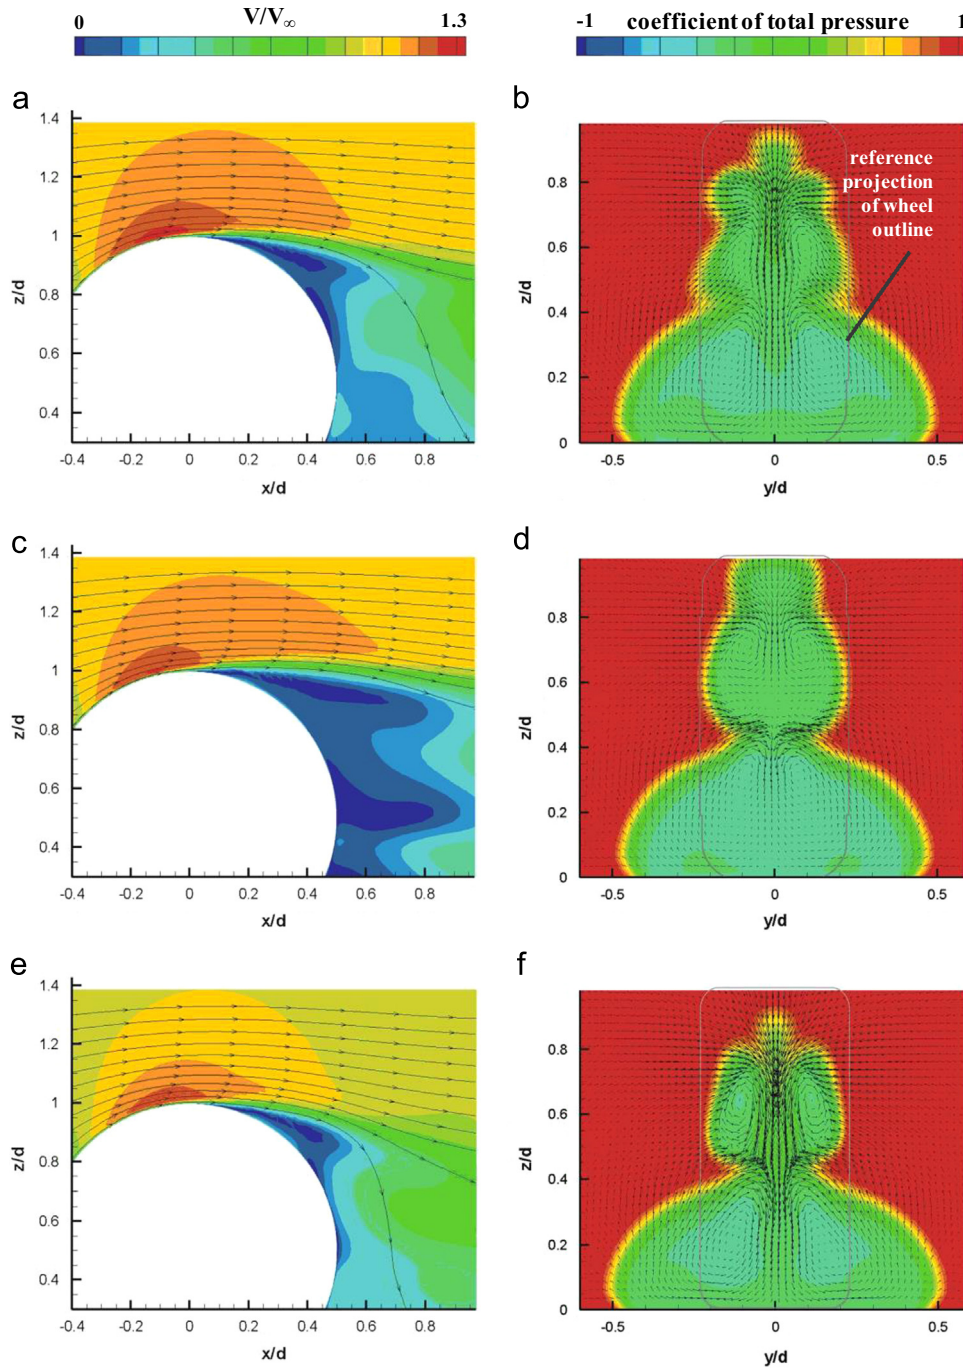 0 V/V∞ 1.3
-1 coefficient of total pressure 1
a
1.4
1.2
1
0.8
0.6
0.4
z/d
-0.4 -0.2 0 0.2 0.4 0.6 0.8
x/d
b
reference
projection
of wheel
outline
0.8
0.6
0.4
0.2
0
z/d
-0.5 0 0.5
y/d
c
1.4
1.2
1
0.8
0.6
0.4
z/d
-0.4 -0.2 0 0.2 0.4 0.6 0.8
x/d
d
0.8
0.6
0.4
0.2
0
z/d
-0.5 0 0.5
y/d
e
1.4
1.2
1
0.8
0.6
0.4
z/d
-0.4 -0.2 0 0.2 0.4 0.6 0.8
x/d
f
0.8
0.6
0.4
0.2
0
z/d
-0.5 0 0.5
y/d